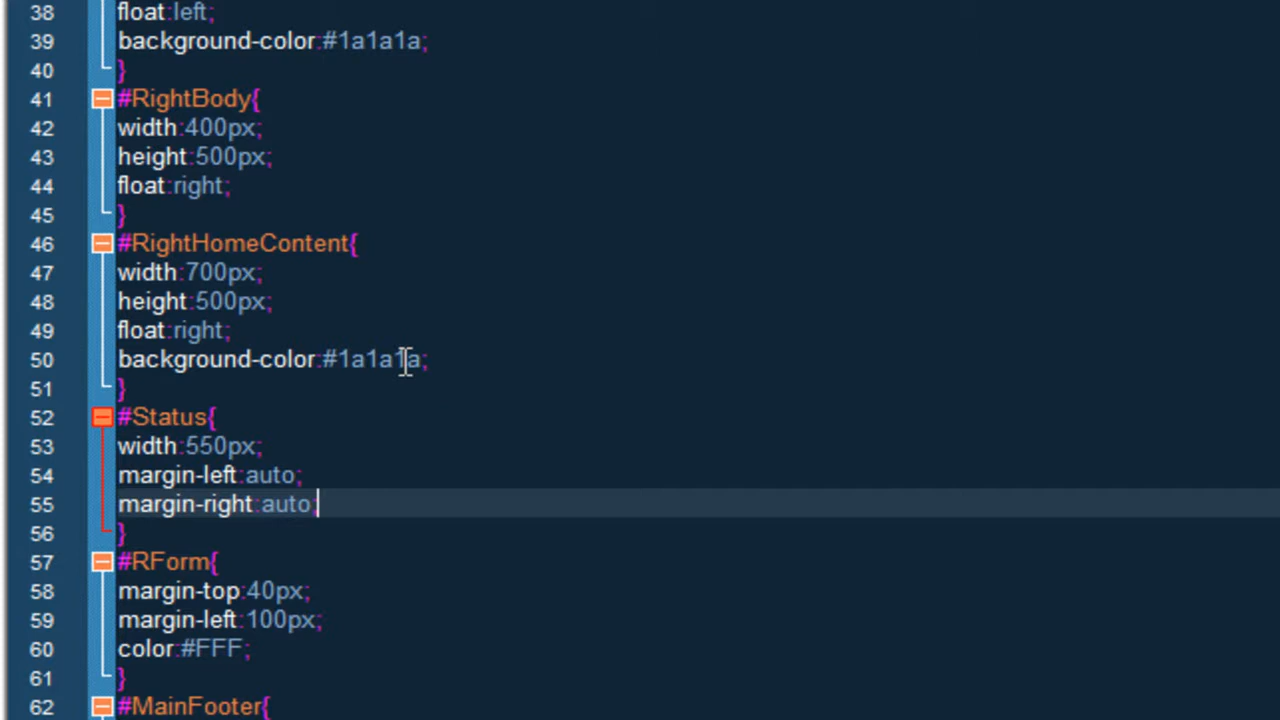 38 float:left;
39 background-color:#1a1a1a;
40 }
41 #RightBody{
42 width:400px;
43 height:500px;
44 float:right;
45 }
46 #RightHomeContent{
47 width:700px;
48 height:500px;
49 float:right;
50 background-color:#1a1a1a;
51 }
52 #Status{
53 width:550px;
54 margin-left:auto;
55 margin-right:auto;
56 }
57 #RForm{
58 margin-top:40px;
59 margin-left:100px;
60 color:#FFF;
61 }
62 #MainFooter{